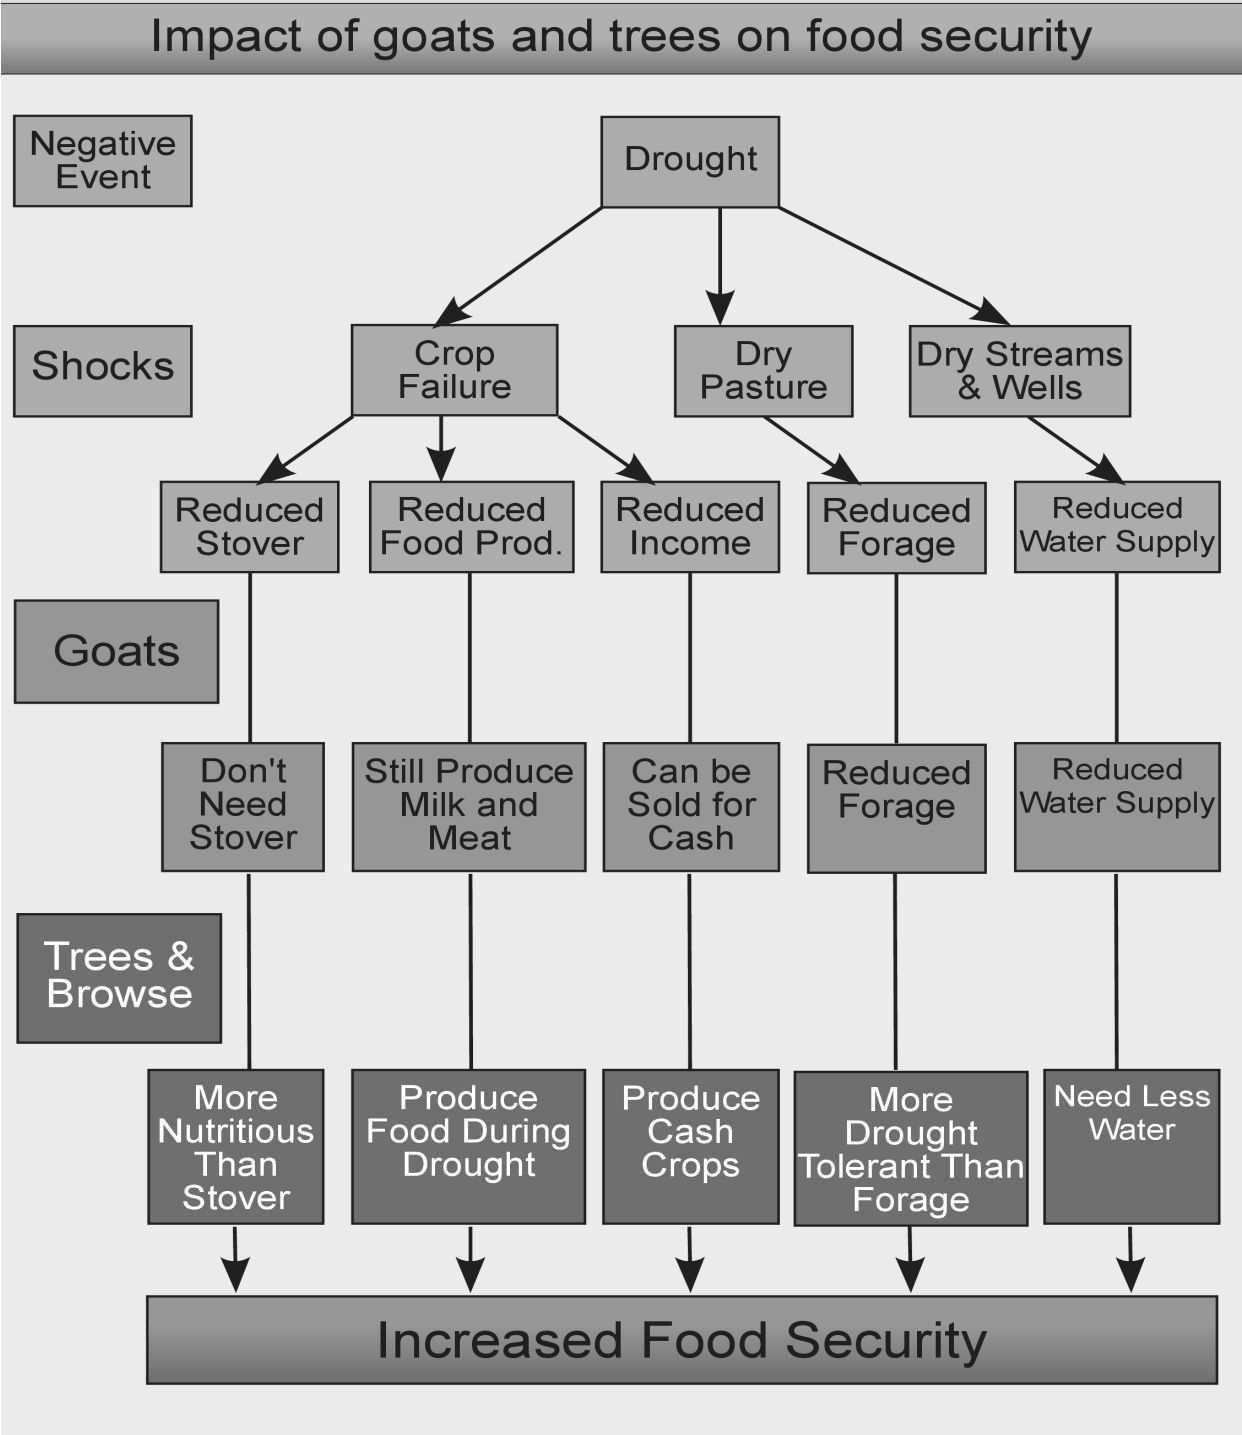 Impact of goats and trees on food security
Negative
Event
Drought
Shocks
Crop
Failure
Dry
Pasture
Dry Streams
& Wells
Reduced
Stover
Reduced
Food Prod.
Reduced
Income
Reduced
Forage
Reduced
Water Supply
Goats
Don't
Need
Stover
Still Produce
Milk and
Meat
Can be
Sold for
Cash
Reduced
Forage
Reduced
Water Supply
Trees &
Browse
More
Nutritious
Than
Stover
Produce
Food During
Drought
Produce
Cash
Crops
More
Drought
Tolerant Than
Forage
Need Less
Water
Increased Food Security